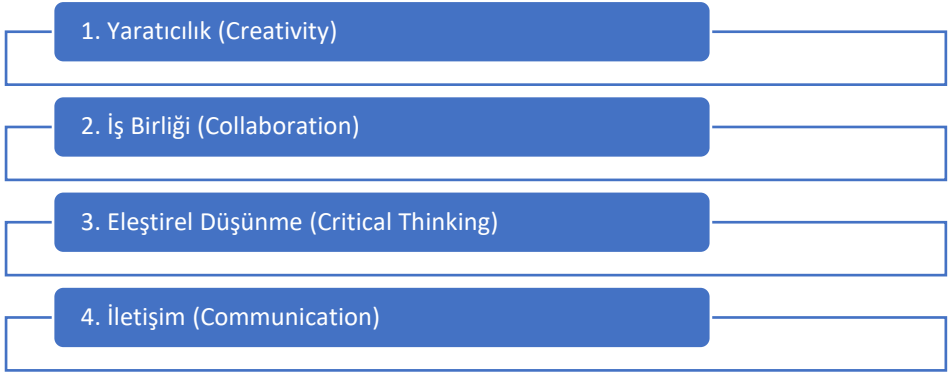 1. Yaratıcılık (Creativity)
2. İş Birliği (Collaboration)
3. Eleştirel Düşünme (Critical Thinking)
4. İletişim (Communication)